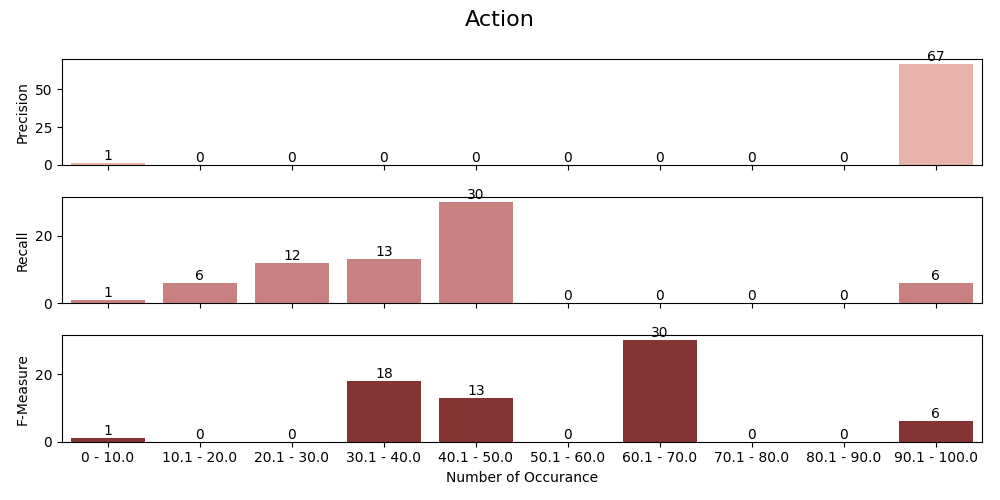 Action
Precision
50
25
0
1 0 0 0 0 0 0 0 0 67
Recall
20
0
1 6 12 13 30 0 0 0 0 6
F-Measure
20
0
1 0 0 18 13 0 30 0 0 6
0 - 10.0 10.1 - 20.0 20.1 - 30.0 30.1 - 40.0 40.1 - 50.0 50.1 - 60.0 60.1 - 70.0 70.1 - 80.0 80.1 - 90.0 90.1 - 100.0
Number of Occurance